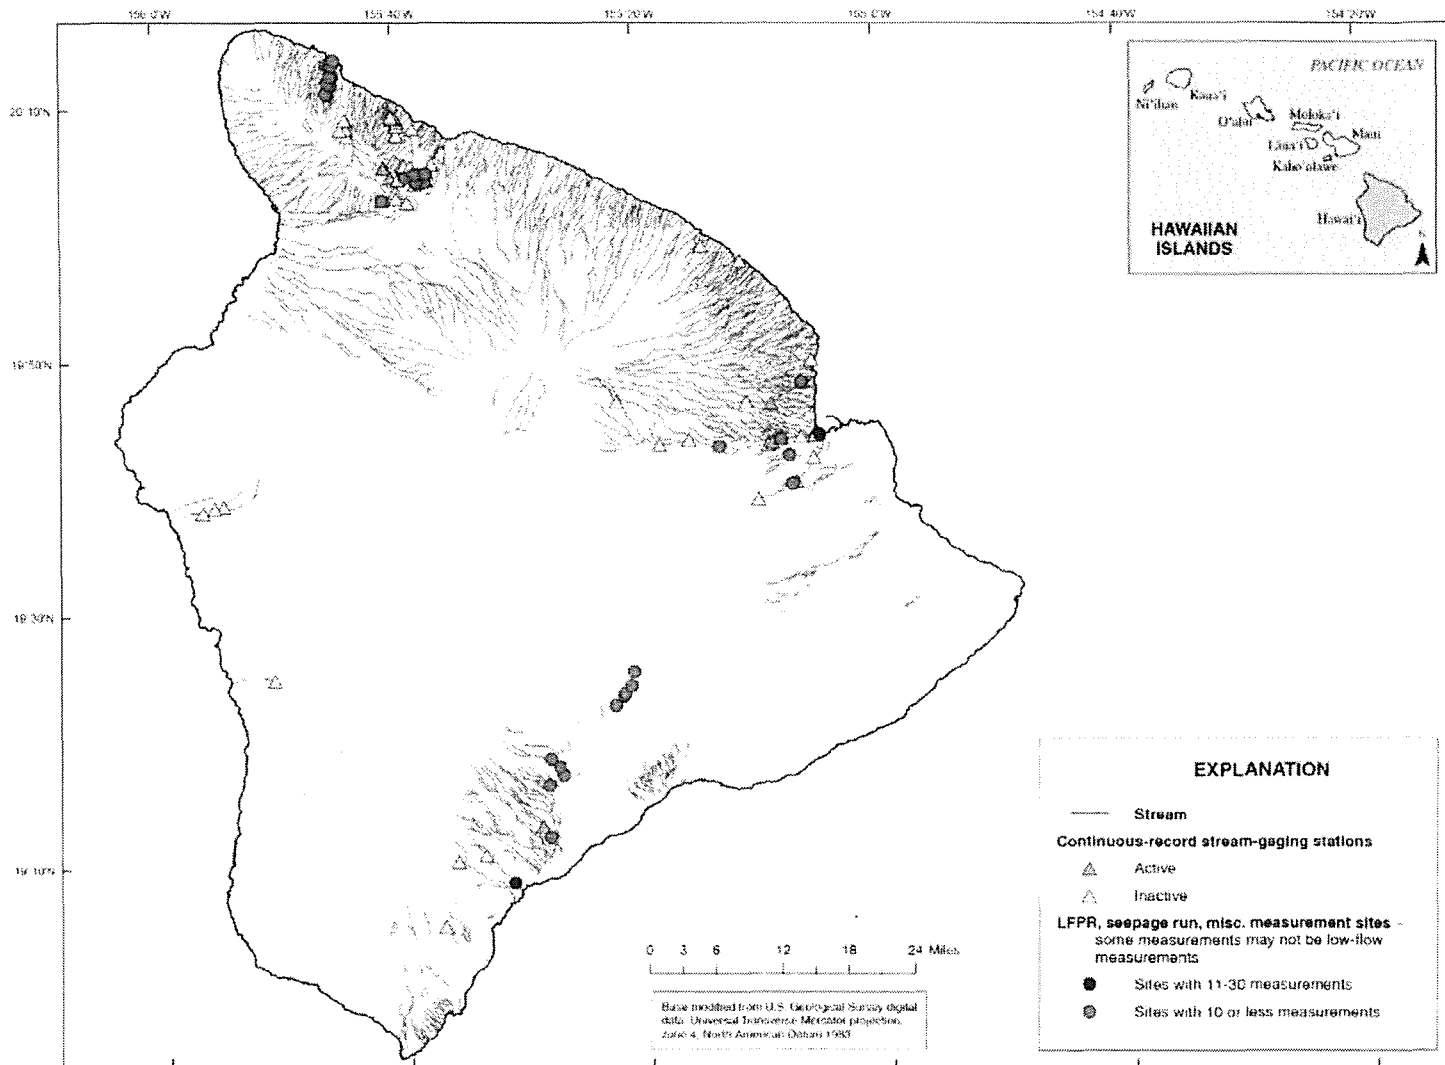 156°0'W 155°40'W 155°20'W 155°0'W 154°40'W 154°20'W
20°10'N
19°50'N
19°30'N
19°10'N
PACIFIC OCEAN
Ni'ihau
Kaua'i
O'ahu
Moloka'i
Lāna'i
Maui
Kaho'olawe
Hawai'i
HAWAIIAN
ISLANDS
N
EXPLANATION
Stream
Continuous-record stream-gaging stations
Active
Inactive
LFPR, seepage run, misc. measurement sites -
some measurements may not be low-flow
measurements
Sites with 11-30 measurements
Sites with 10 or less measurements
0 3 6 12 18 24 Miles
Base modified from U.S. Geological Survey digital
data, Universal Transverse Mercator projection,
zone 4, North American Datum 1983